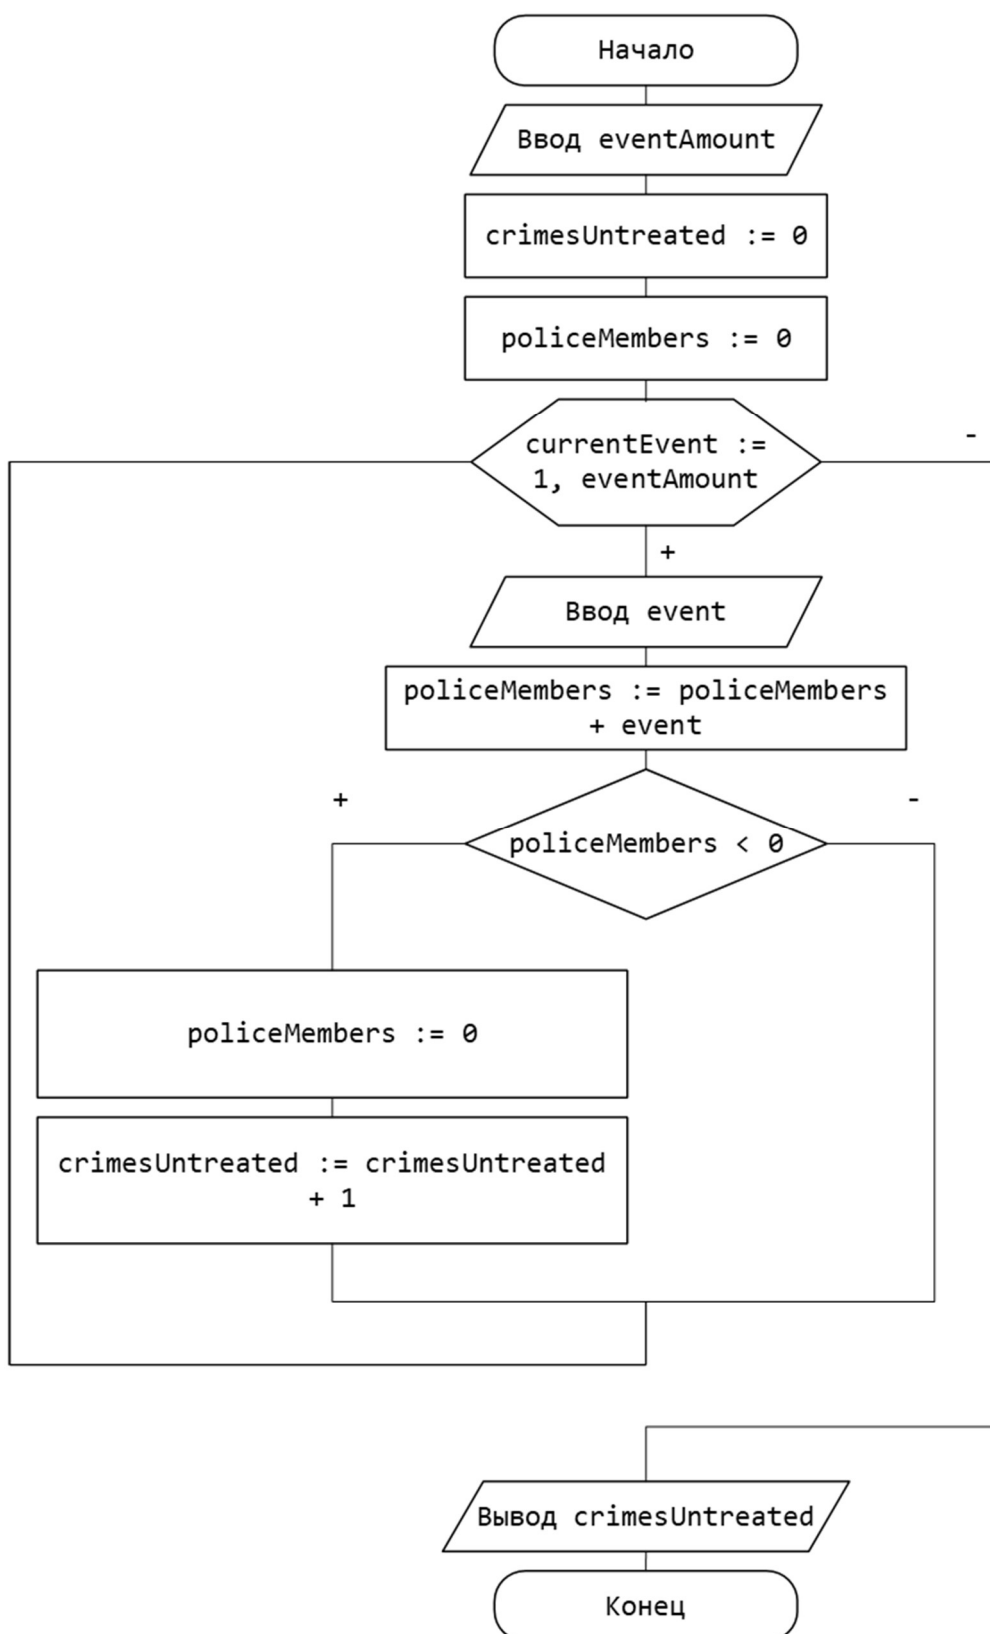 Начало
Ввод eventAmount
crimesUntreated := 0
policeMembers := 0
currentEvent :=
1, eventAmount
-
+
Ввод event
policeMembers := policeMembers
+ event
+
-
policeMembers < 0
policeMembers := 0
crimesUntreated := crimesUntreated
+ 1
Вывод crimesUntreated
Конец